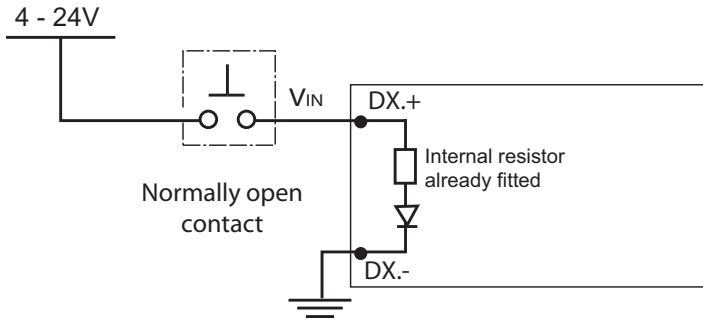 4 - 24V
VIN
DX.+
Internal resistor
already fitted
Normally open
contact
DX.-